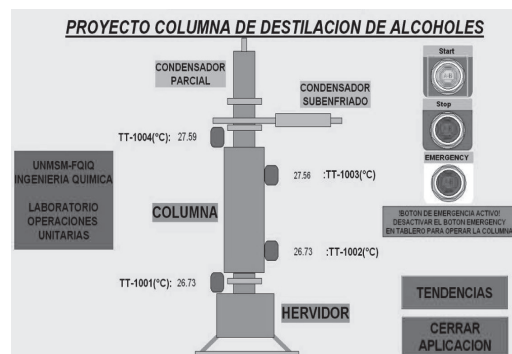 PROYECTO COLUMNA DE DESTILACION DE ALCOHOLES
CONDENSADOR
PARCIAL
CONDENSADOR
SUBENFRIADO
Start
Stop
EMERGENCY
TT-1004(°C): 27.59
27.56 :TT-1003(°C)
UNMSM-FQIQ
INGENIERIA QUIMICA
LABORATORIO
OPERACIONES
UNITARIAS
COLUMNA
!BOTON DE EMERGENCIA ACTIVO!
DESACTIVAR EL BOTON EMERGENCY
EN TABLERO PARA OPERAR LA COLUMNA
26.73 :TT-1002(°C)
TT-1001(°C): 26.73
HERVIDOR
TENDENCIAS
CERRAR
APLICACION